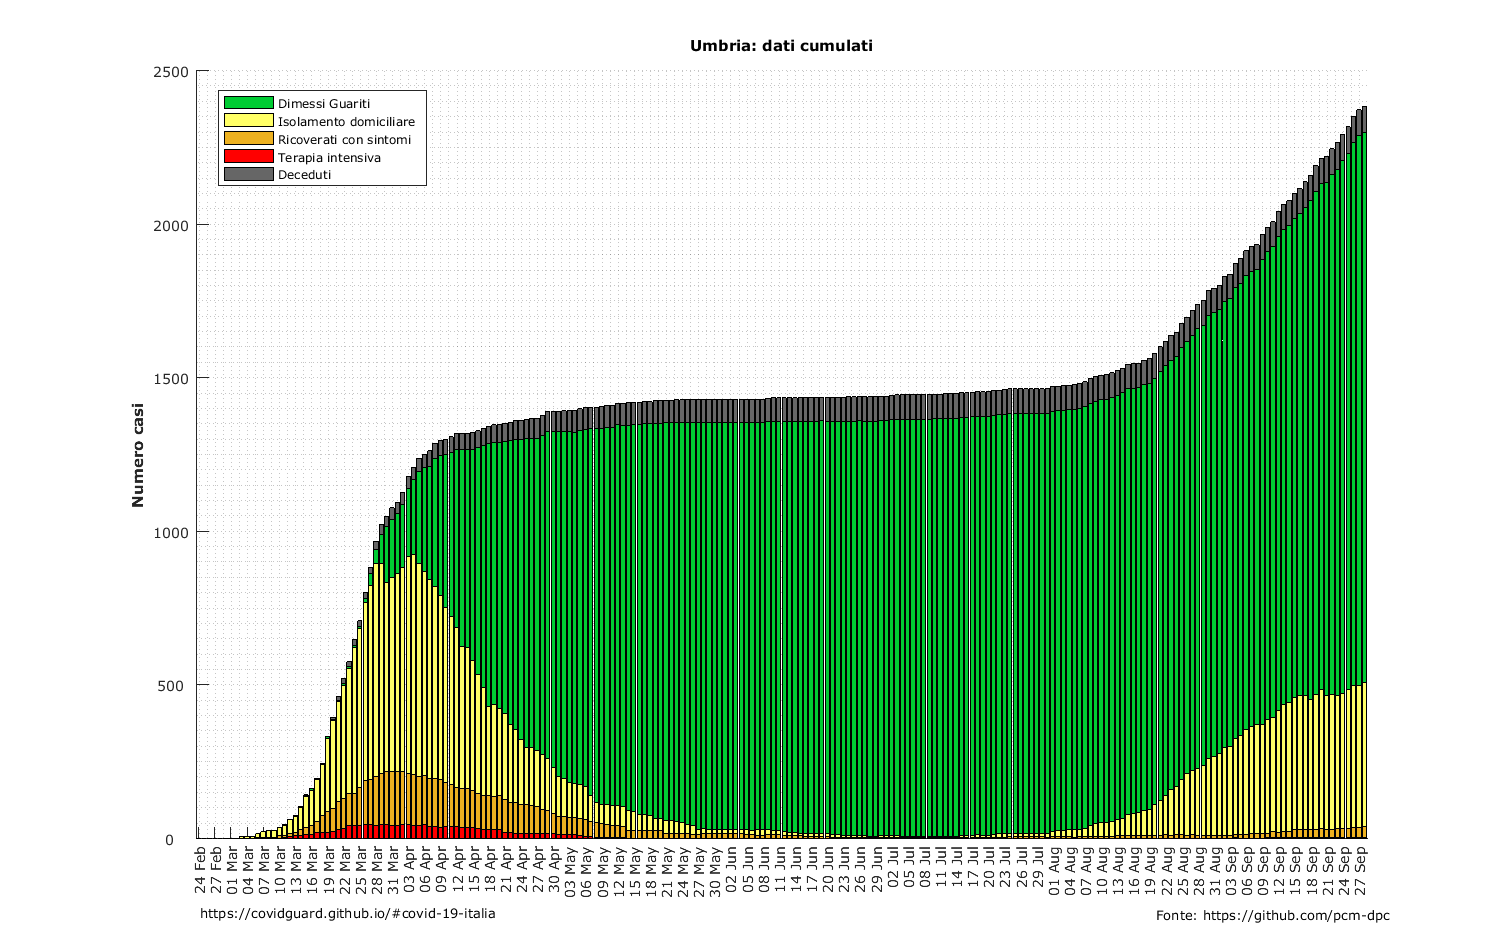 Umbria: dati cumulati
2500
2000
1500
1000
500
0
Numero casi
Dimessi Guariti
Isolamento domiciliare
Ricoverati con sintomi
Terapia intensiva
Deceduti
24 Feb
27 Feb
01 Mar
04 Mar
07 Mar
10 Mar
13 Mar
16 Mar
19 Mar
22 Mar
25 Mar
28 Mar
31 Mar
03 Apr
06 Apr
09 Apr
12 Apr
15 Apr
18 Apr
21 Apr
24 Apr
27 Apr
30 Apr
03 May
06 May
09 May
12 May
15 May
18 May
21 May
24 May
27 May
30 May
02 Jun
05 Jun
08 Jun
11 Jun
14 Jun
17 Jun
20 Jun
23 Jun
26 Jun
29 Jun
02 Jul
05 Jul
08 Jul
11 Jul
14 Jul
17 Jul
20 Jul
23 Jul
26 Jul
29 Jul
01 Aug
04 Aug
07 Aug
10 Aug
13 Aug
16 Aug
19 Aug
22 Aug
25 Aug
28 Aug
31 Aug
03 Sep
06 Sep
09 Sep
12 Sep
15 Sep
18 Sep
21 Sep
24 Sep
27 Sep
https://covidguard.github.io/#covid-19-italia
Fonte: https://github.com/pcm-dpc